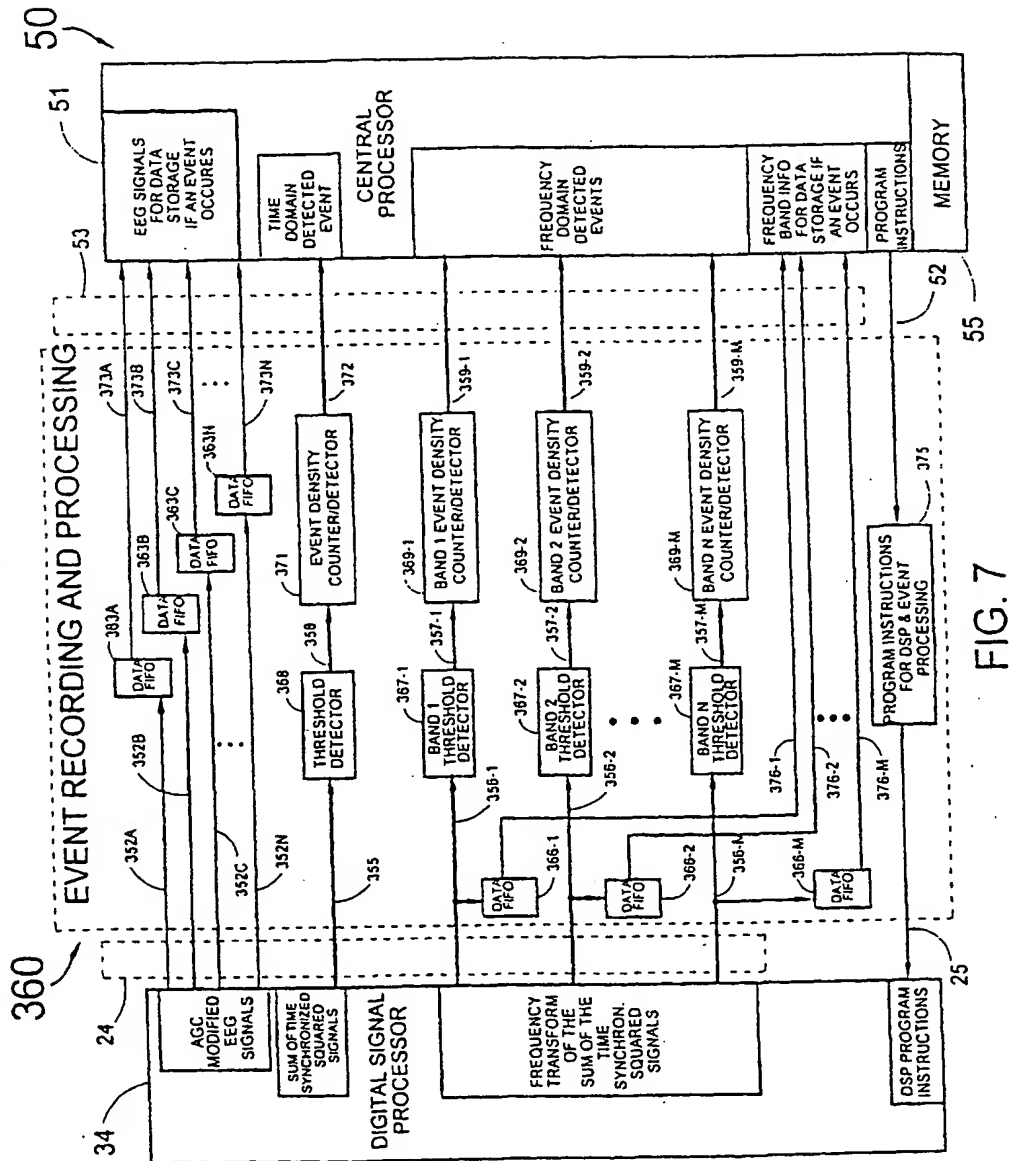 360
EVENT RECORDING AND PROCESSING
50
34
24
53
51
DIGITAL SIGNAL
PROCESSOR
AGC
MODIFIED
EEG
SIGNALS
SUM OF TIME
SYNCHRONIZED
SQUARED
SIGNALS
FREQUENCY
TRANSFORM
OF THE
SUM OF THE
TIME
SYNCHRON.
SQUARED
SIGNALS
DSP PROGRAM
INSTRUCTIONS
25
352A
352B
352C
352N
383A
DATA
FIFO
363B
DATA
FIFO
363C
DATA
FIFO
363N
DATA
FIFO
373A
373B
373C
373N
355
368
THRESHOLD
DETECTOR
358
371
EVENT DENSITY
COUNTER/DETECTOR
372
356-1
367-1
BAND 1
THRESHOLD
DETECTOR
357-1
369-1
BAND 1 EVENT DENSITY
COUNTER/DETECTOR
359-1
356-2
367-2
BAND 2
THRESHOLD
DETECTOR
357-2
369-2
BAND 2 EVENT DENSITY
COUNTER/DETECTOR
359-2
356-M
367-M
BAND N
THRESHOLD
DETECTOR
357-M
369-M
BAND N EVENT DENSITY
COUNTER/DETECTOR
359-M
DATA
FIFO
366-1
DATA
FIFO
366-2
366-M
DATA
FIFO
376-1
376-2
376-M
375
PROGRAM INSTRUCTIONS
FOR DSP & EVENT
PROCESSING
52
EEG SIGNALS
FOR DATA
STORAGE
IF AN EVENT
OCCURES
TIME
DOMAIN
DETECTED
EVENT
CENTRAL
PROCESSOR
FREQUENCY
DOMAIN
DETECTED
EVENTS
FREQUENCY
BAND INFO
FOR DATA
STORAGE IF
AN EVENT
OCCURS
PROGRAM
INSTRUCTIONS
MEMORY
55
FIG. 7